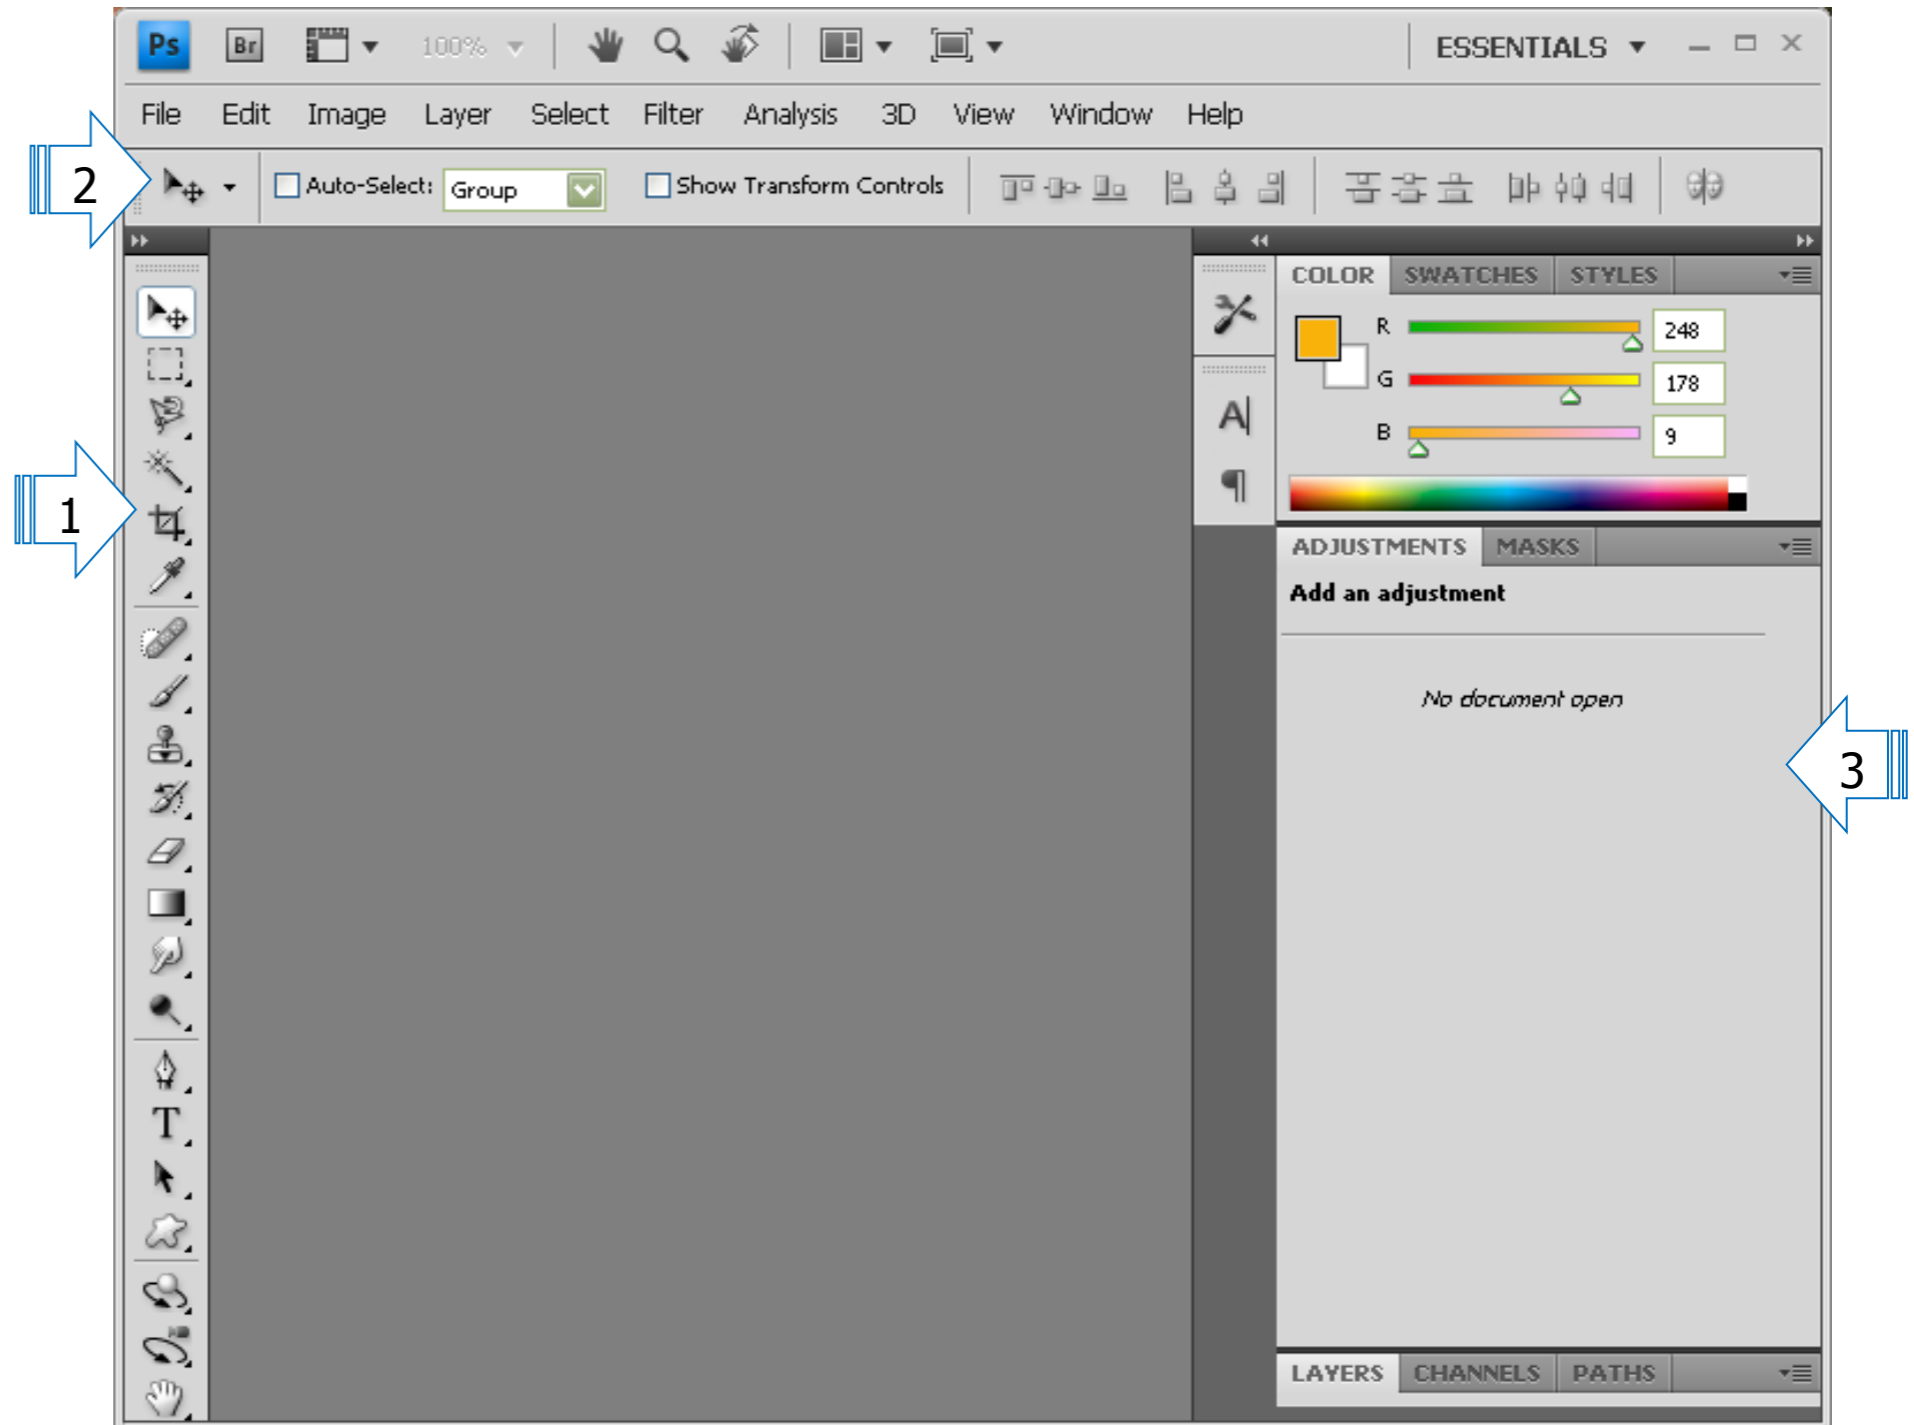 Ps Br 100% ESSENTIALS
File Edit Image Layer Select Filter Analysis 3D View Window Help
2 Auto-Select: Group Show Transform Controls
COLOR SWATCHES STYLES
R 248
G 178
A
B 9
¶
1
ADJUSTMENTS MASKS
Add an adjustment
No document open
3
T
LAYERS CHANNELS PATHS